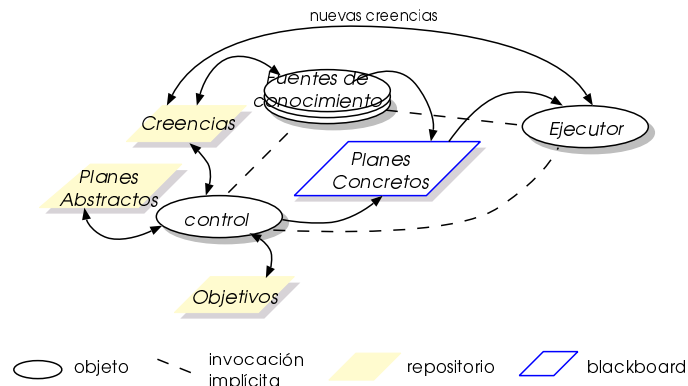 nuevas creencias
Fuentes de
conocimiento
Creencias
Ejecutor
Planes
Concretos
Planes
Abstractos
control
Objetivos
objeto
invocación
implícita
repositorio
blackboard